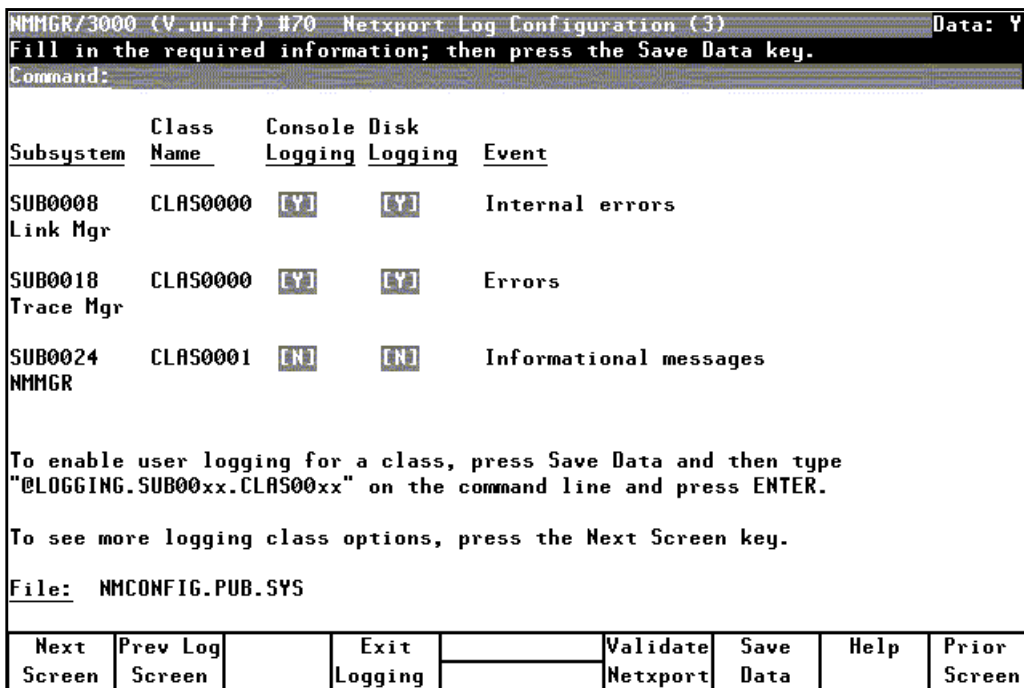 NMMGR/3000 (V.uu.ff) #70  Netxport Log Configuration (3)                 Data: Y
Fill in the required information; then press the Save Data key.
Command:
Class    Console Disk
Subsystem  Name     Logging Logging  Event
SUB0008    CLAS0000  [Y]     [Y]     Internal errors
Link Mgr
SUB0018    CLAS0000  [Y]     [Y]     Errors
Trace Mgr
SUB0024    CLAS0001  [N]     [N]     Informational messages
NMMGR
To enable user logging for a class, press Save Data and then type
"@LOGGING.SUB00xx.CLAS00xx" on the command line and press ENTER.
To see more logging class options, press the Next Screen key.
File:  NMCONFIG.PUB.SYS
Next Prev Log Exit Validate Save Help Prior
Screen Screen Logging Netxport Data Screen